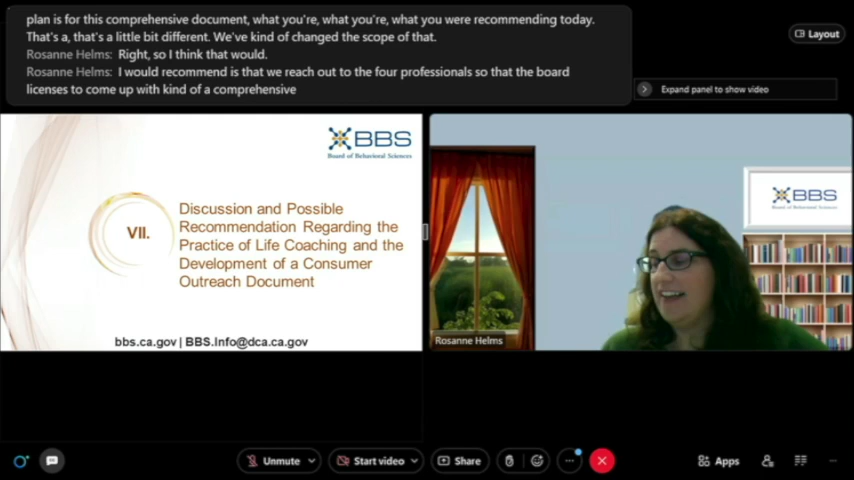 plan is for this comprehensive document, what you're, what you're, what you were recommending today.
That's a, that's a little bit different. We've kind of changed the scope of that.
Rosanne Helms: Right, so I think that would.
Rosanne Helms: I would recommend is that we reach out to the four professionals so that the board
licenses to come up with kind of a comprehensive
Layout
Expand panel to show video
BBS
Board of Behavioral Sciences
VII.
Discussion and Possible
Recommendation Regarding the
Practice of Life Coaching and the
Development of a Consumer
Outreach Document
bbs.ca.gov | BBS.Info@dca.ca.gov
BBS
Board of Behavioral Sciences
Rosanne Helms
Unmute
Start video
Share
Apps